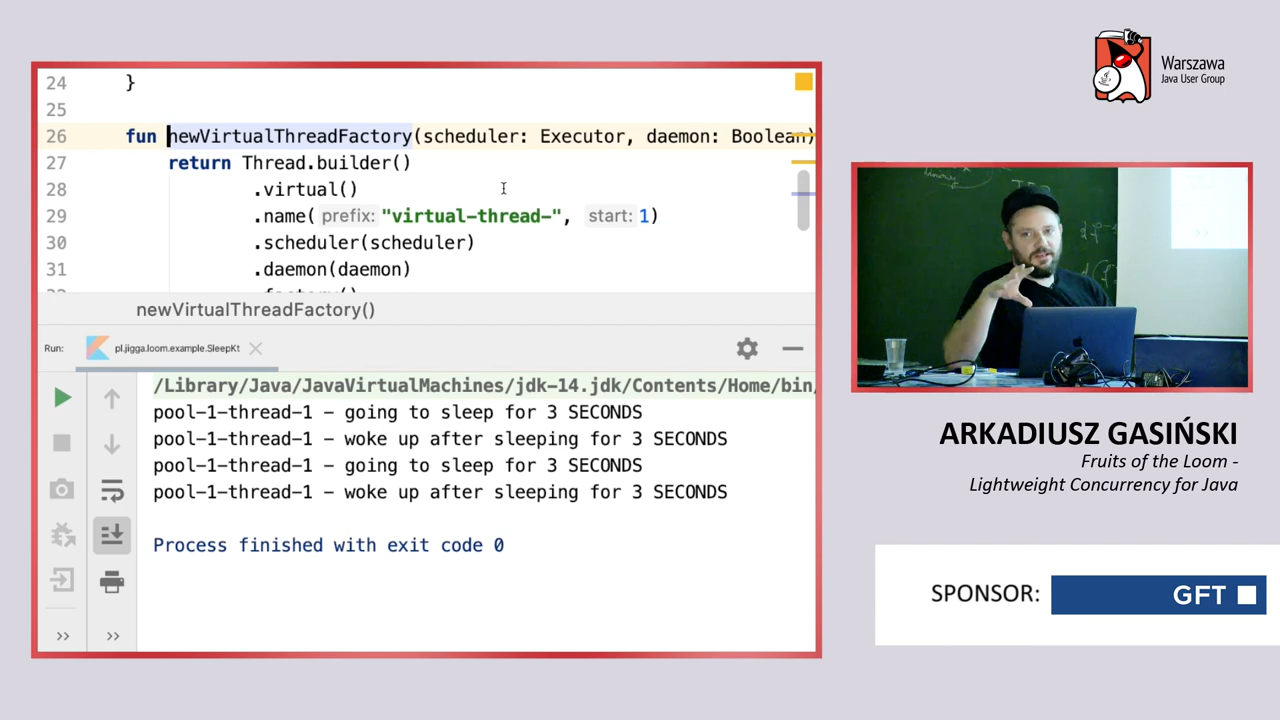 24 }
25
26 fun newVirtualThreadFactory(scheduler: Executor, daemon: Boolean)
27 return Thread.builder()
28 .virtual()
29 .name( prefix: "virtual-thread-", start: 1)
30 .scheduler(scheduler)
31 .daemon(daemon)
newVirtualThreadFactory()
Run: pl.jigga.loom.example.SleepKt
/Library/Java/JavaVirtualMachines/jdk-14.jdk/Contents/Home/bin/
pool-1-thread-1 - going to sleep for 3 SECONDS
pool-1-thread-1 - woke up after sleeping for 3 SECONDS
pool-1-thread-1 - going to sleep for 3 SECONDS
pool-1-thread-1 - woke up after sleeping for 3 SECONDS
Process finished with exit code 0
Warszawa
Java User Group
ARKADIUSZ GASIŃSKI
Fruits of the Loom -
Lightweight Concurrency for Java
SPONSOR: GFT